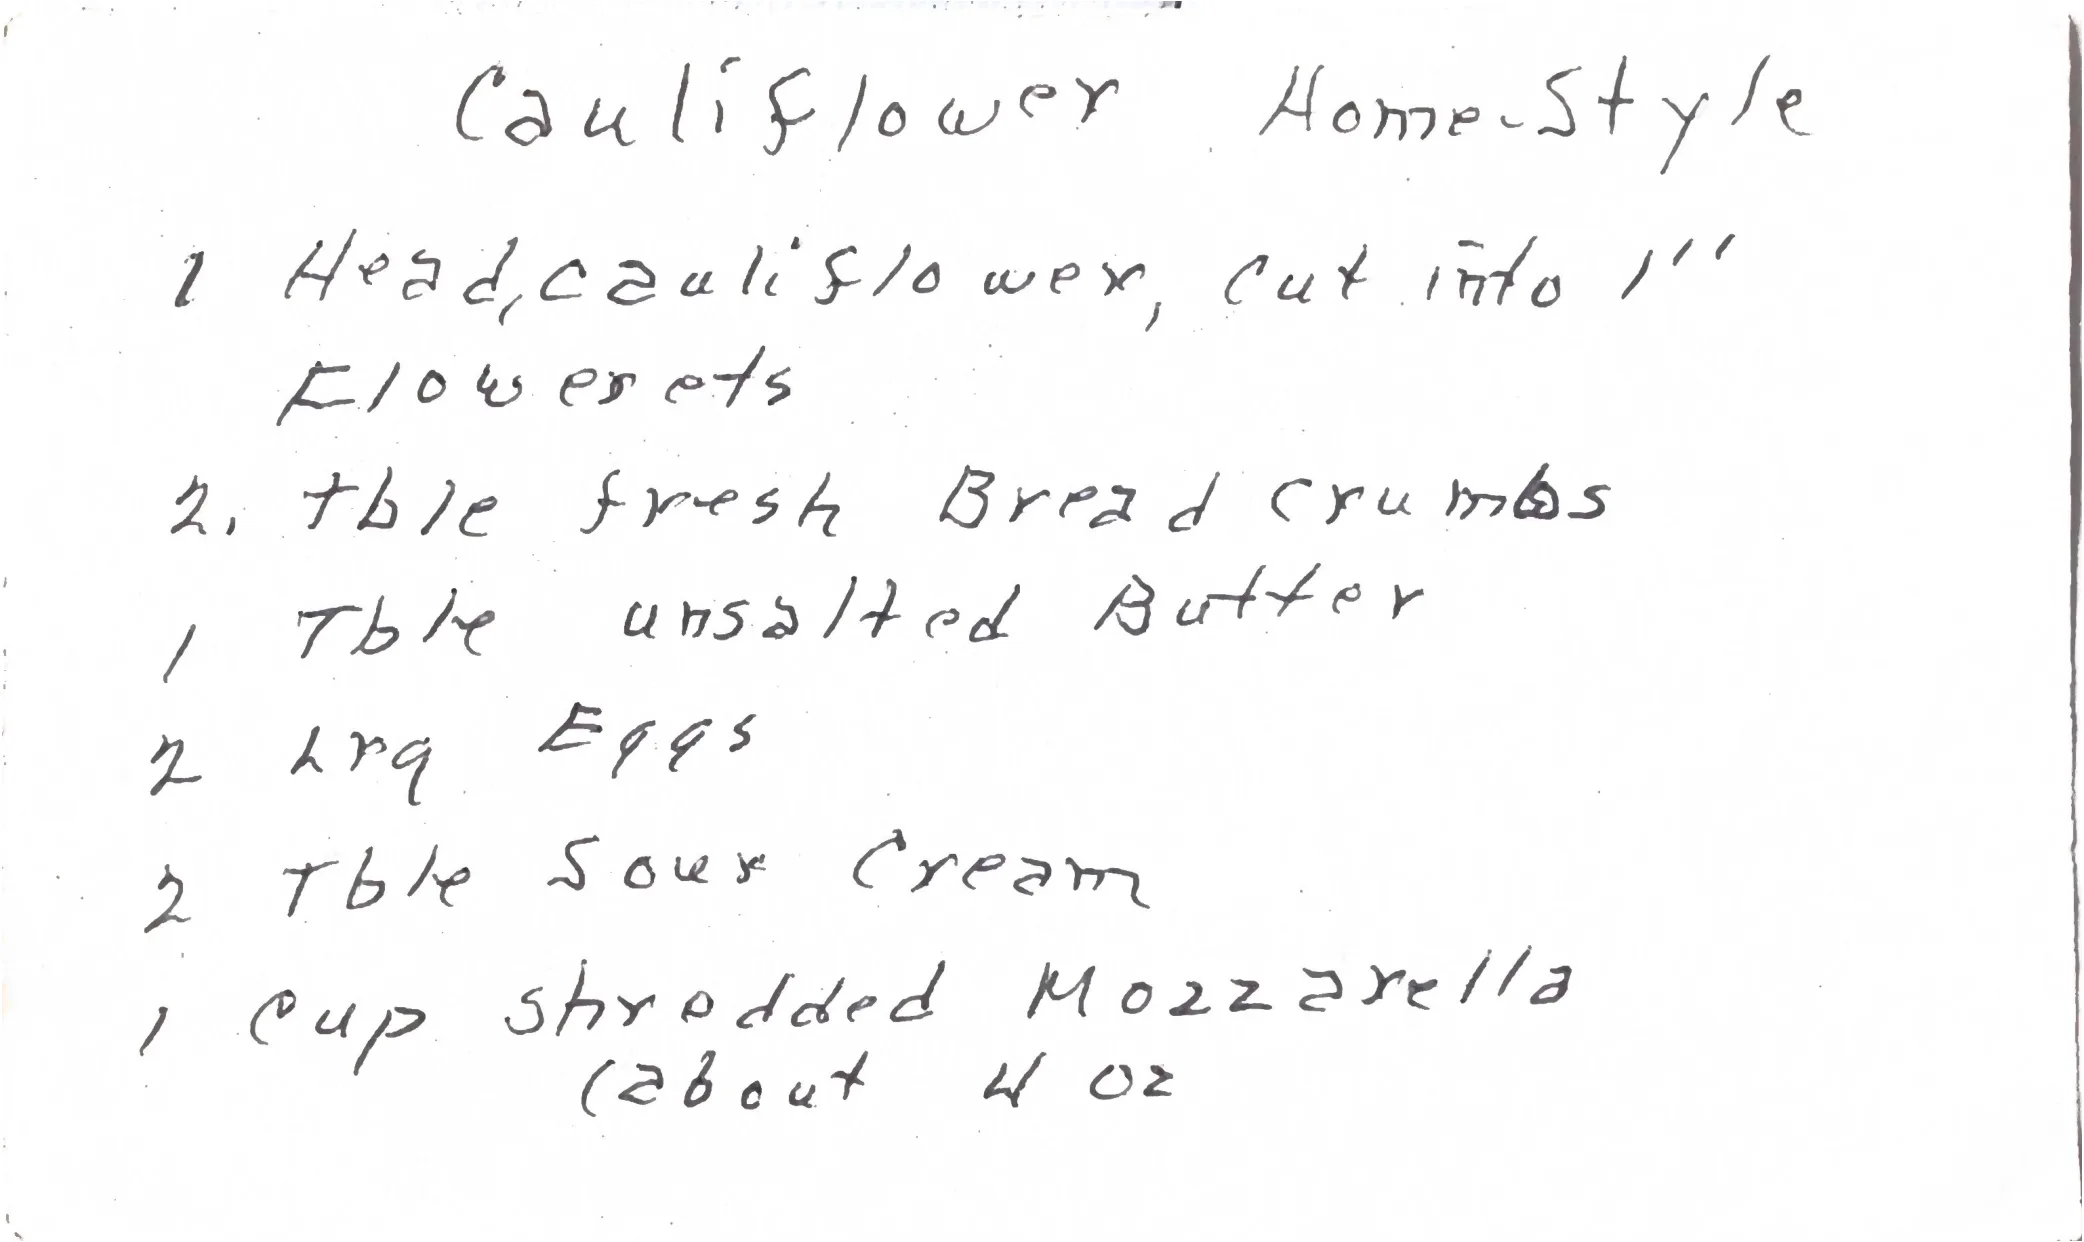 Cauliflower Home-Style
1 Head, cauliflower, cut into 1"
Flowerets
2. tble fresh Bread crumbs
1 Tble unsalted Butter
2 Lrg Eggs
2 Tble Sour Cream
1 cup shredded Mozzarella
(about 4 oz